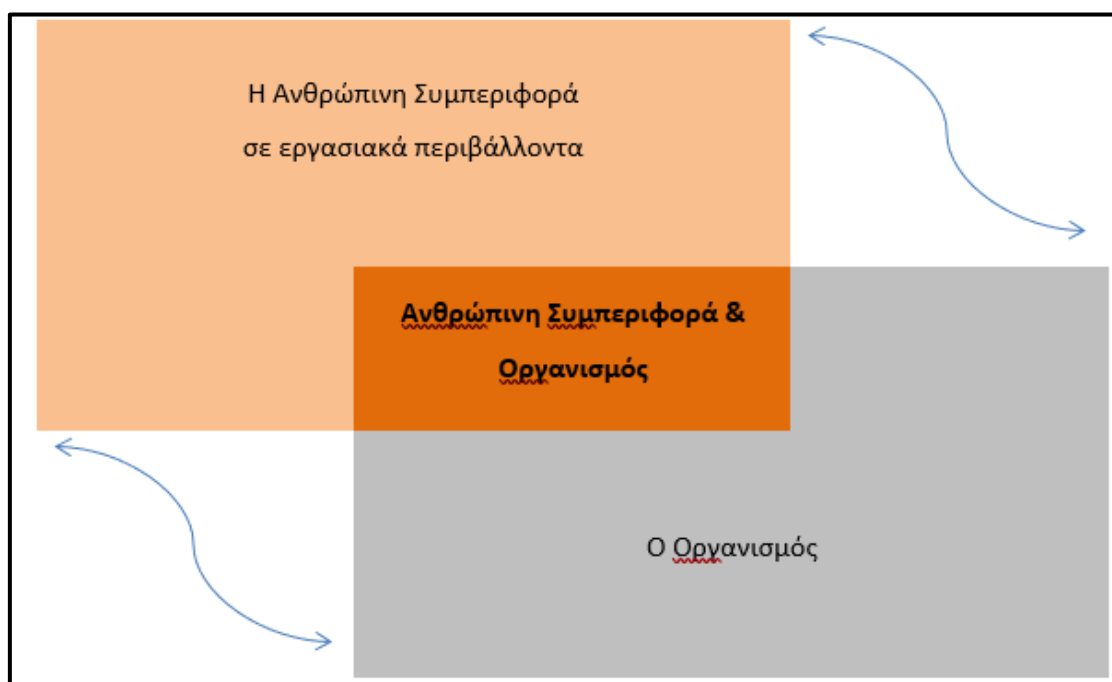 Η Ανθρώπινη Συμπεριφορά
σε εργασιακά περιβάλλοντα
Ανθρώπινη Συμπεριφορά &
Οργανισμός
Ο Οργανισμός